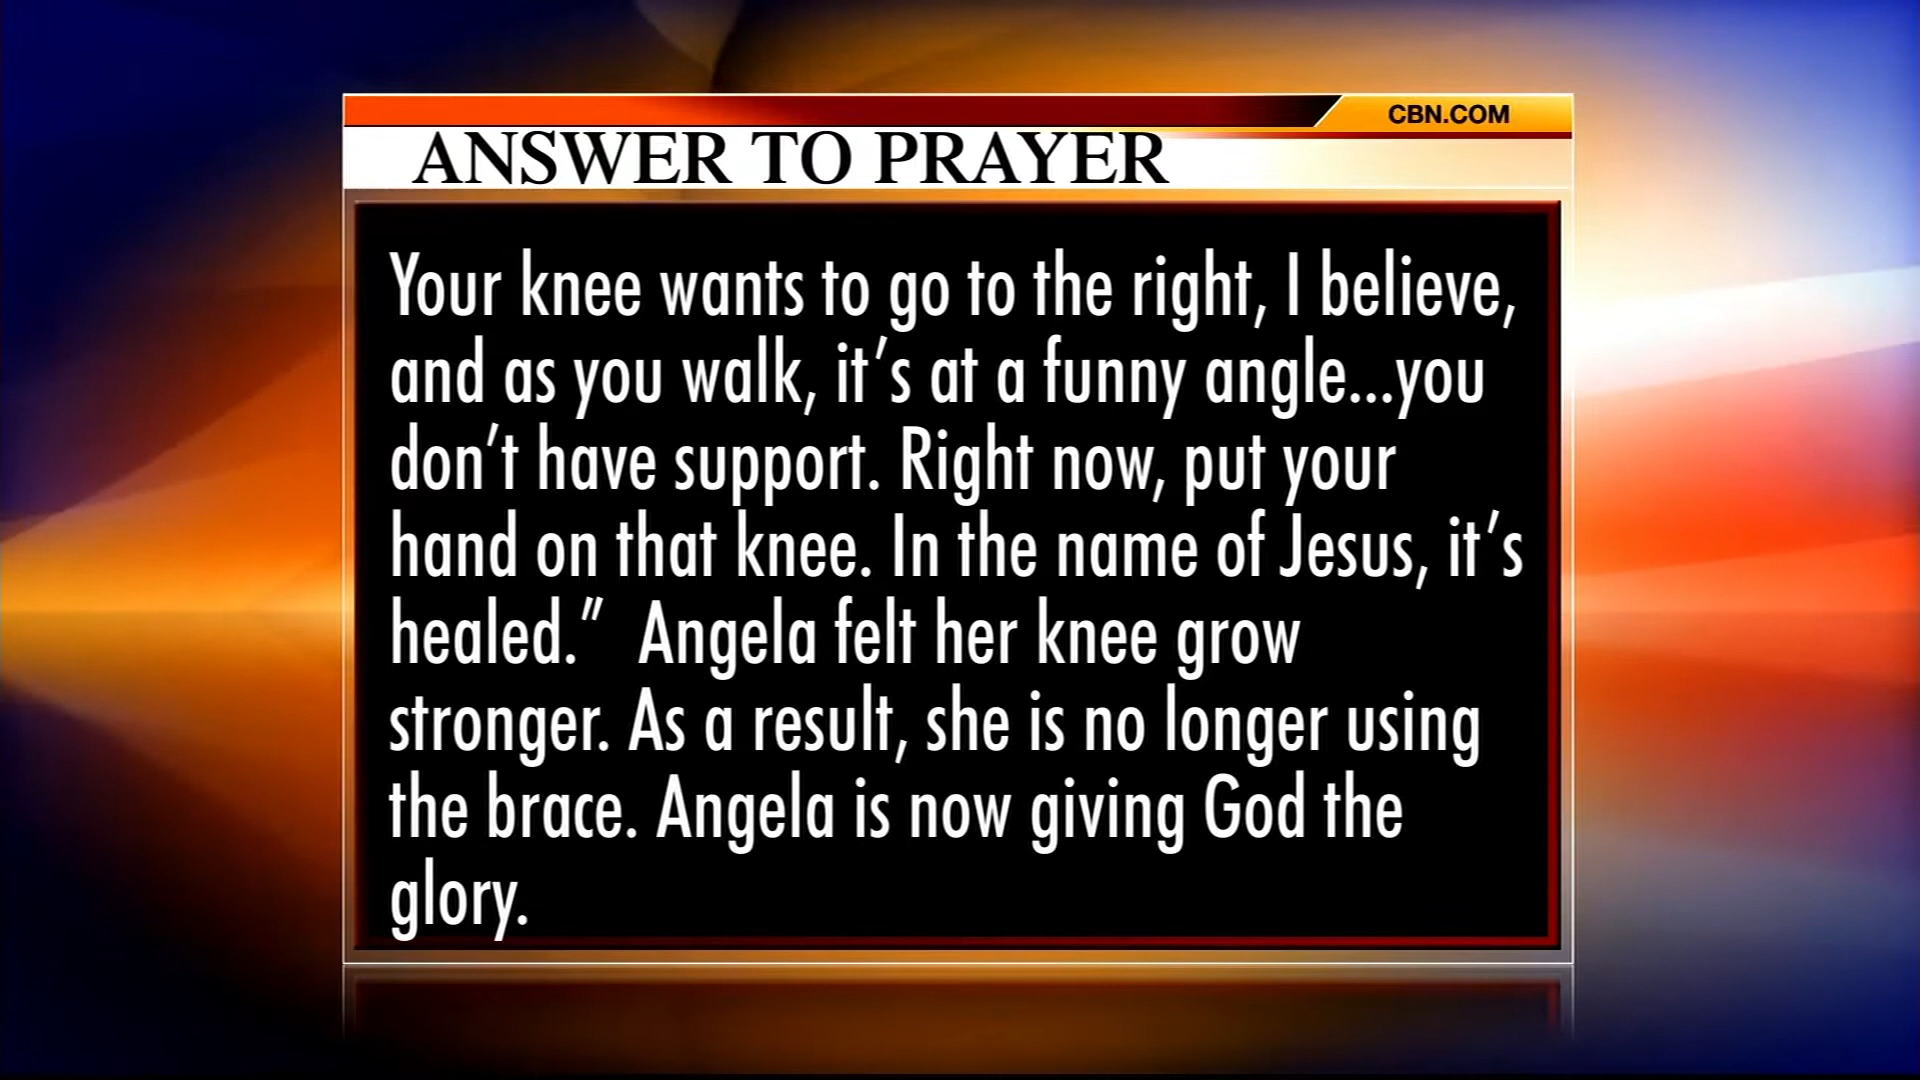 CBN.COM
ANSWER TO PRAYER
Your knee wants to go to the right, I believe,
and as you walk, it’s at a funny angle...you
don’t have support. Right now, put your
hand on that knee. In the name of Jesus, it’s
healed.”  Angela felt her knee grow
stronger. As a result, she is no longer using
the brace. Angela is now giving God the
glory.